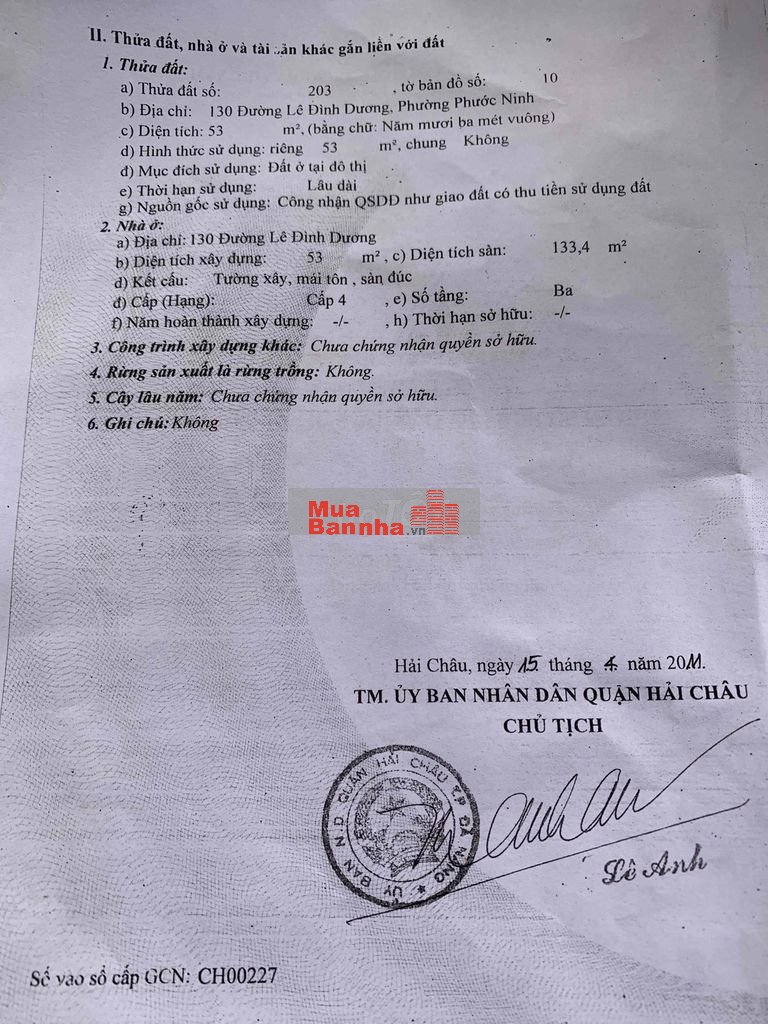 II. Thửa đất, nhà ở và tài sản khác gắn liền với đất
1. Thửa đất:
a) Thửa đất số: 203 , tờ bản đồ số: 10
b) Địa chỉ: 130 Đường Lê Đình Dương, Phường Phước Ninh
c) Diện tích: 53 m², (bằng chữ: Năm mươi ba mét vuông)
d) Hình thức sử dụng: riêng 53 m², chung Không
đ) Mục đích sử dụng: Đất ở tại đô thị
e) Thời hạn sử dụng: Lâu dài
g) Nguồn gốc sử dụng: Công nhận QSDĐ như giao đất có thu tiền sử dụng đất
2. Nhà ở:
a) Địa chỉ: 130 Đường Lê Đình Dương
b) Diện tích xây dựng: 53 m² , c) Diện tích sàn: 133,4 m²
d) Kết cấu: Tường xây, mái tôn , sàn đúc
đ) Cấp (Hạng): Cấp 4 , e) Số tầng: Ba
f) Năm hoàn thành xây dựng: -/- , h) Thời hạn sở hữu: -/-
3. Công trình xây dựng khác: Chưa chứng nhận quyền sở hữu.
4. Rừng sản xuất là rừng trồng: Không.
5. Cây lâu năm: Chưa chứng nhận quyền sở hữu.
6. Ghi chú: Không
Mua
Bannha.vn
Hải Châu, ngày 15 tháng 4 năm 2011.
TM. ỦY BAN NHÂN DÂN QUẬN HẢI CHÂU
CHỦ TỊCH
ỦY BAN N.D QUẬN HẢI CHÂU T.P ĐÀ NẴNG
Lê Anh
Số vào sổ cấp GCN: CH00227